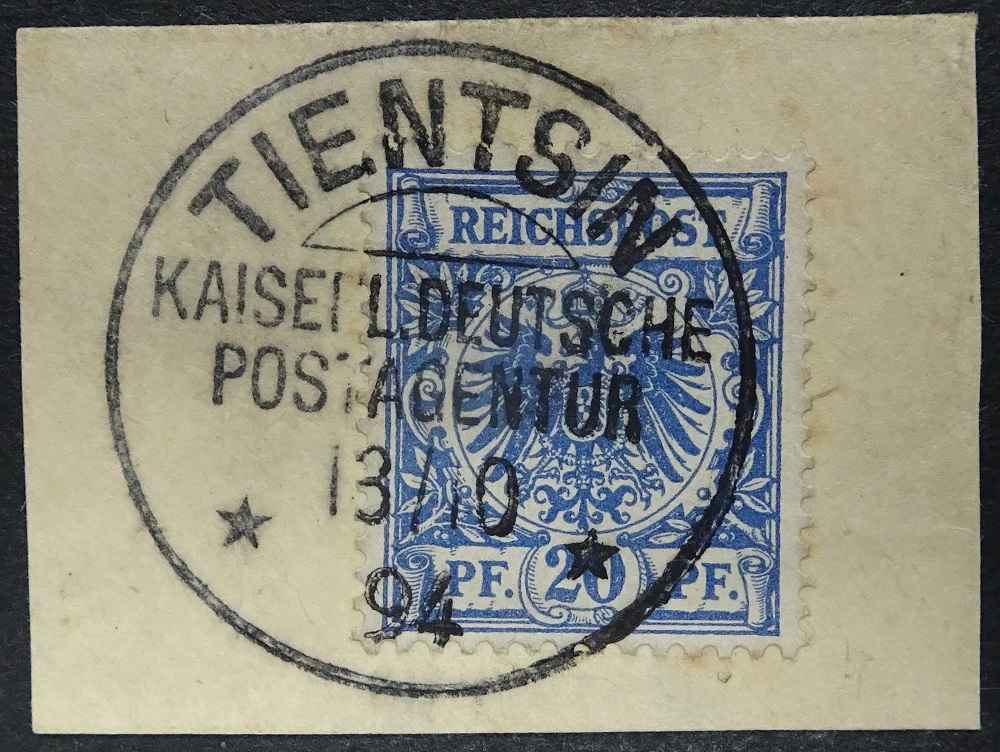 TIENTSIN
KAISERL.DEUTSCHE
POSTAGENTUR
13/10
94
REICHSPOST
PF. 20 PF.